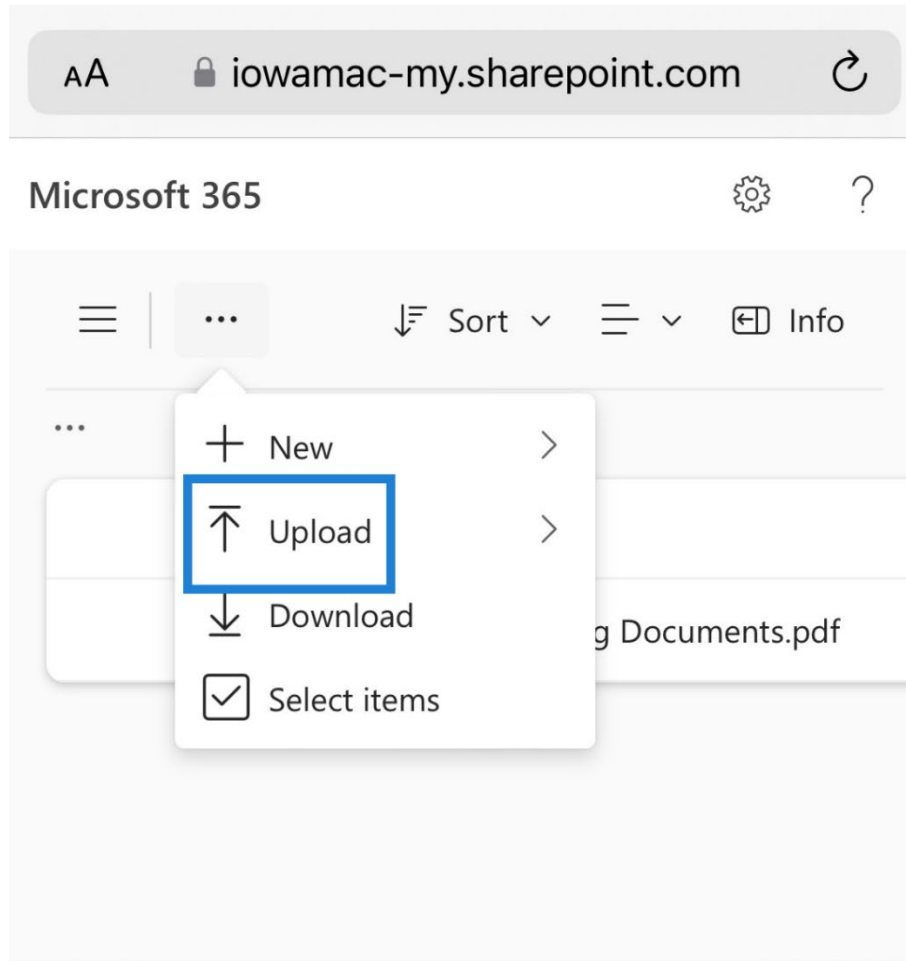 AA iowamac-my.sharepoint.com
Microsoft 365 ?
... Sort Info
...
New
Upload
Download
g Documents.pdf
Select items